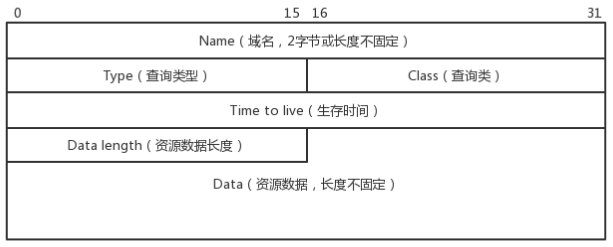 0 15 16 31
Name（域名，2字节或长度不固定）
Type（查询类型） Class（查询类）
Time to live（生存时间）
Data length（资源数据长度）
Data（资源数据，长度不固定）